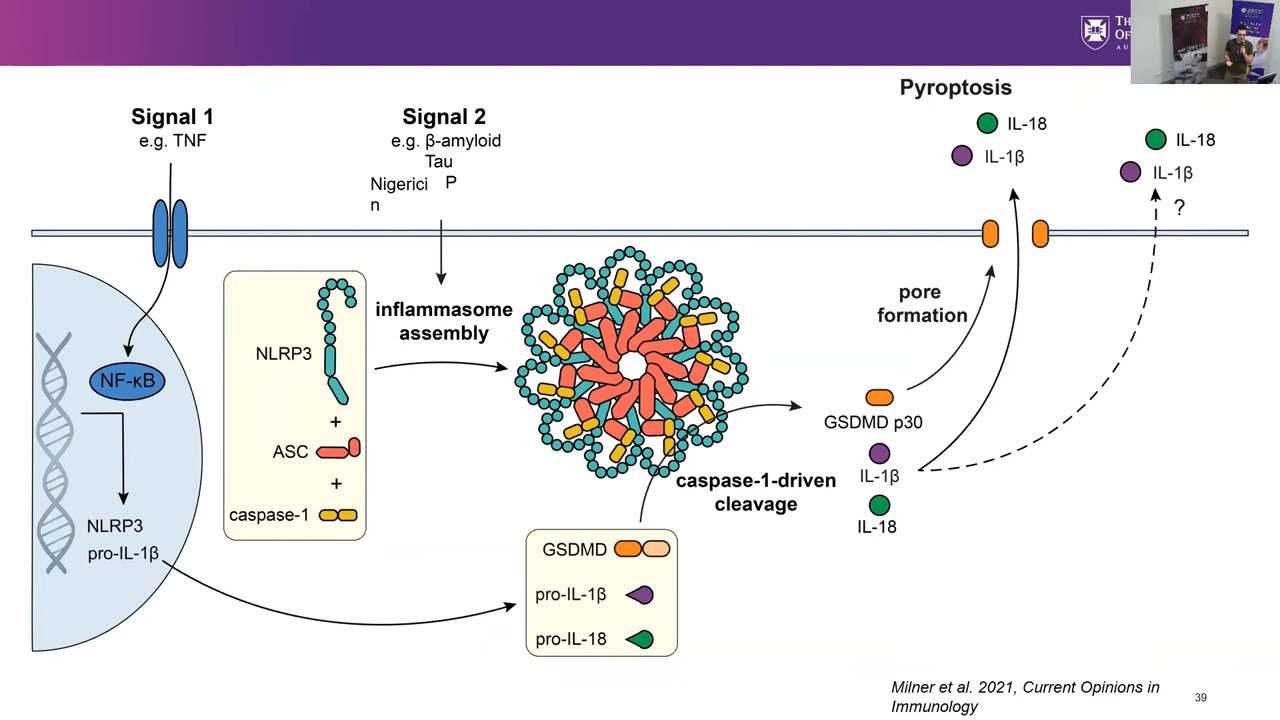 TH
OF
AU
Signal 1
e.g. TNF
Signal 2
e.g. β-amyloid
Tau
Nigerici P
n
Pyroptosis
IL-18
IL-1β
IL-18
IL-1β
?
inflammasome
assembly
NLRP3
+
ASC
+
caspase-1
NF-κB
NLRP3
pro-IL-1β
pore
formation
GSDMD p30
IL-1β
IL-18
caspase-1-driven
cleavage
GSDMD
pro-IL-1β
pro-IL-18
Milner et al. 2021, Current Opinions in
Immunology
39